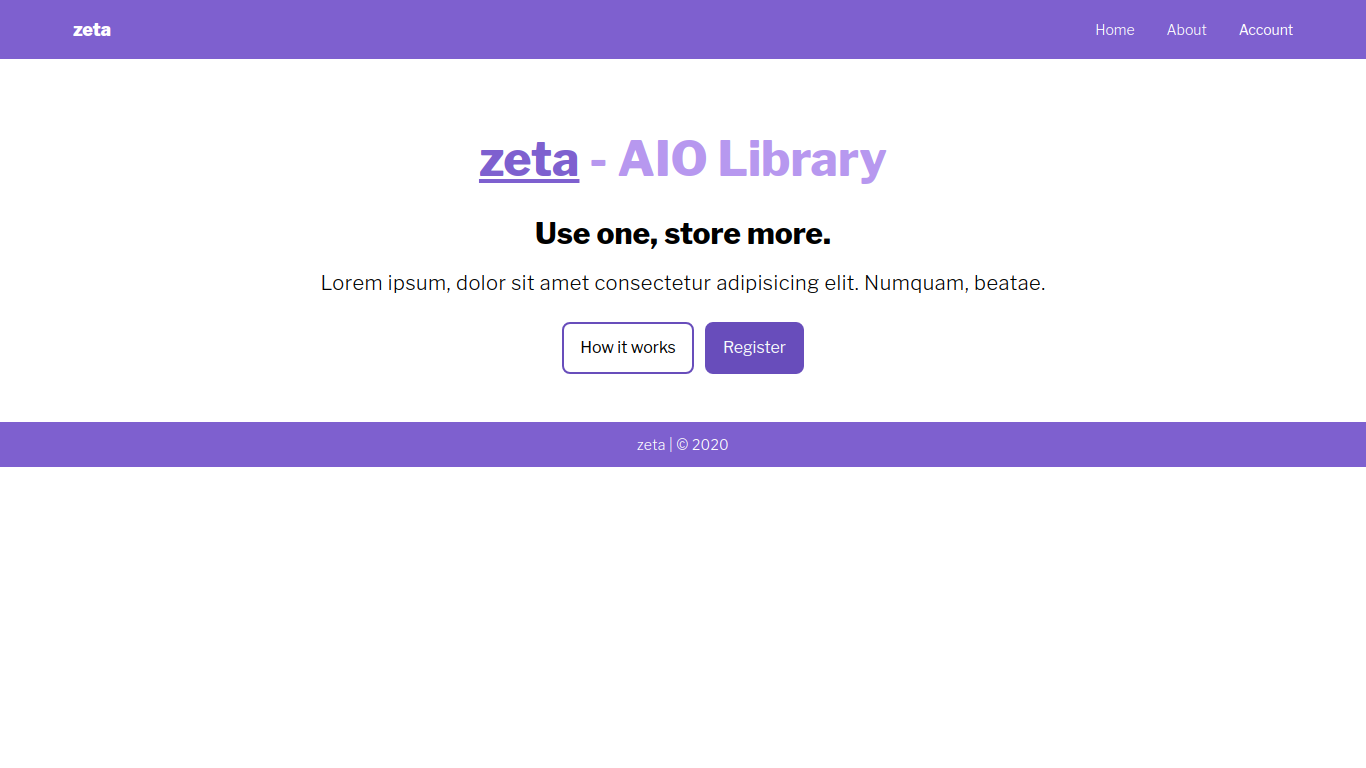 zeta
Home
About
Account
zeta - AIO Library
Use one, store more.
Lorem ipsum, dolor sit amet consectetur adipisicing elit. Numquam, beatae.
How it works
Register
zeta | © 2020